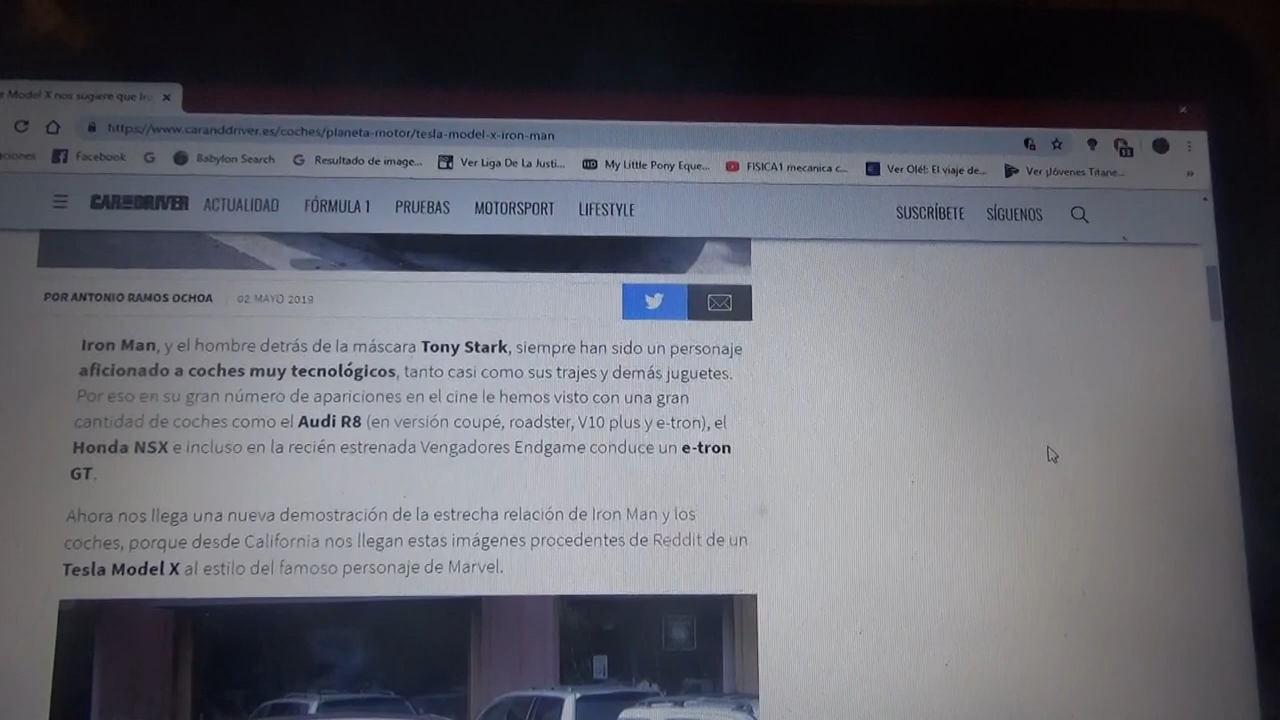 Model X nos sugiere que Iro
https://www.caranddriver.es/coches/planeta-motor/tesla-model-x-iron-man
Facebook Babylon Search Resultado de image... Ver Liga De La Justi... My Little Pony Eque... FISICA1 mecanica c... Ver Olé!: El viaje de... Ver ¡Jóvenes Titane... »
CAR AND DRIVER ACTUALIDAD FÓRMULA 1 PRUEBAS MOTORSPORT LIFESTYLE SUSCRÍBETE SÍGUENOS
POR ANTONIO RAMOS OCHOA 02 MAYO 2019
Iron Man, y el hombre detrás de la máscara Tony Stark, siempre han sido un personaje
aficionado a coches muy tecnológicos, tanto casi como sus trajes y demás juguetes.
Por eso en su gran número de apariciones en el cine le hemos visto con una gran
cantidad de coches como el Audi R8 (en versión coupé, roadster, V10 plus y e-tron), el
Honda NSX e incluso en la recién estrenada Vengadores Endgame conduce un e-tron
GT.
Ahora nos llega una nueva demostración de la estrecha relación de Iron Man y los
coches, porque desde California nos llegan estas imágenes procedentes de Reddit de un
Tesla Model X al estilo del famoso personaje de Marvel.